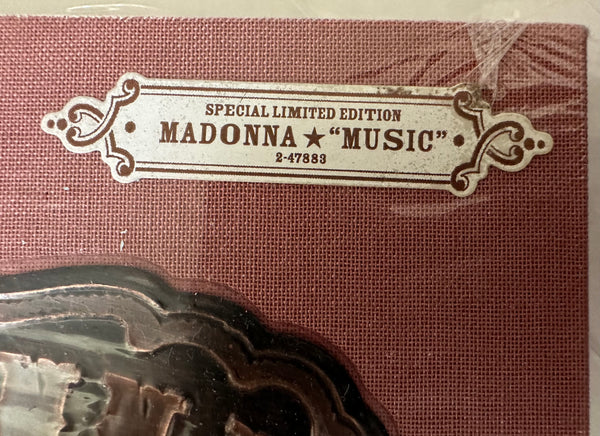 SPECIAL LIMITED EDITION
MADONNA ★ "MUSIC"
2-47883